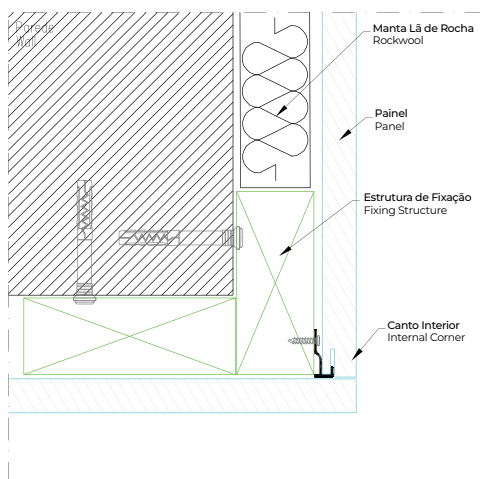 Parede
Wall
Manta Lã de Rocha
Rockwool
Painel
Panel
Estrutura de Fixação
Fixing Structure
Canto Interior
Internal Corner